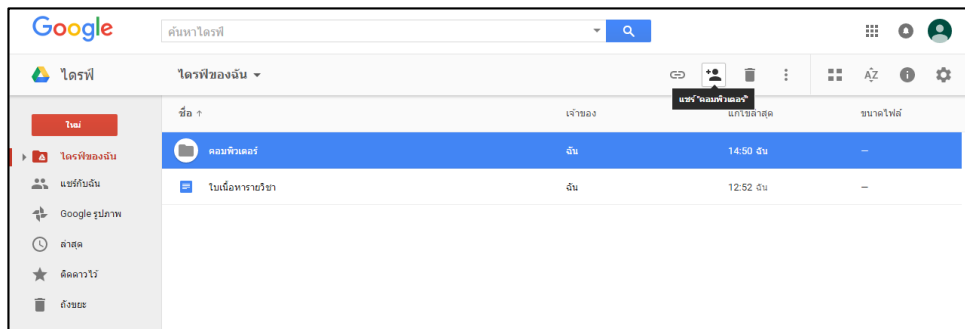 Google
ค้นหาไดรฟ์
ไดรฟ์
ไดรฟ์ของฉัน
AZ
แชร์ "คอมพิวเตอร์"
ชื่อ ↑
เจ้าของ
แก้ไขล่าสุด
ขนาดไฟล์
ใหม่
ไดรฟ์ของฉัน
คอมพิวเตอร์
ฉัน
14:50 ฉัน
—
แชร์กับฉัน
ใบเนื้อหารายวิชา
ฉัน
12:52 ฉัน
—
Google รูปภาพ
ล่าสุด
ติดดาวไว้
ถังขยะ